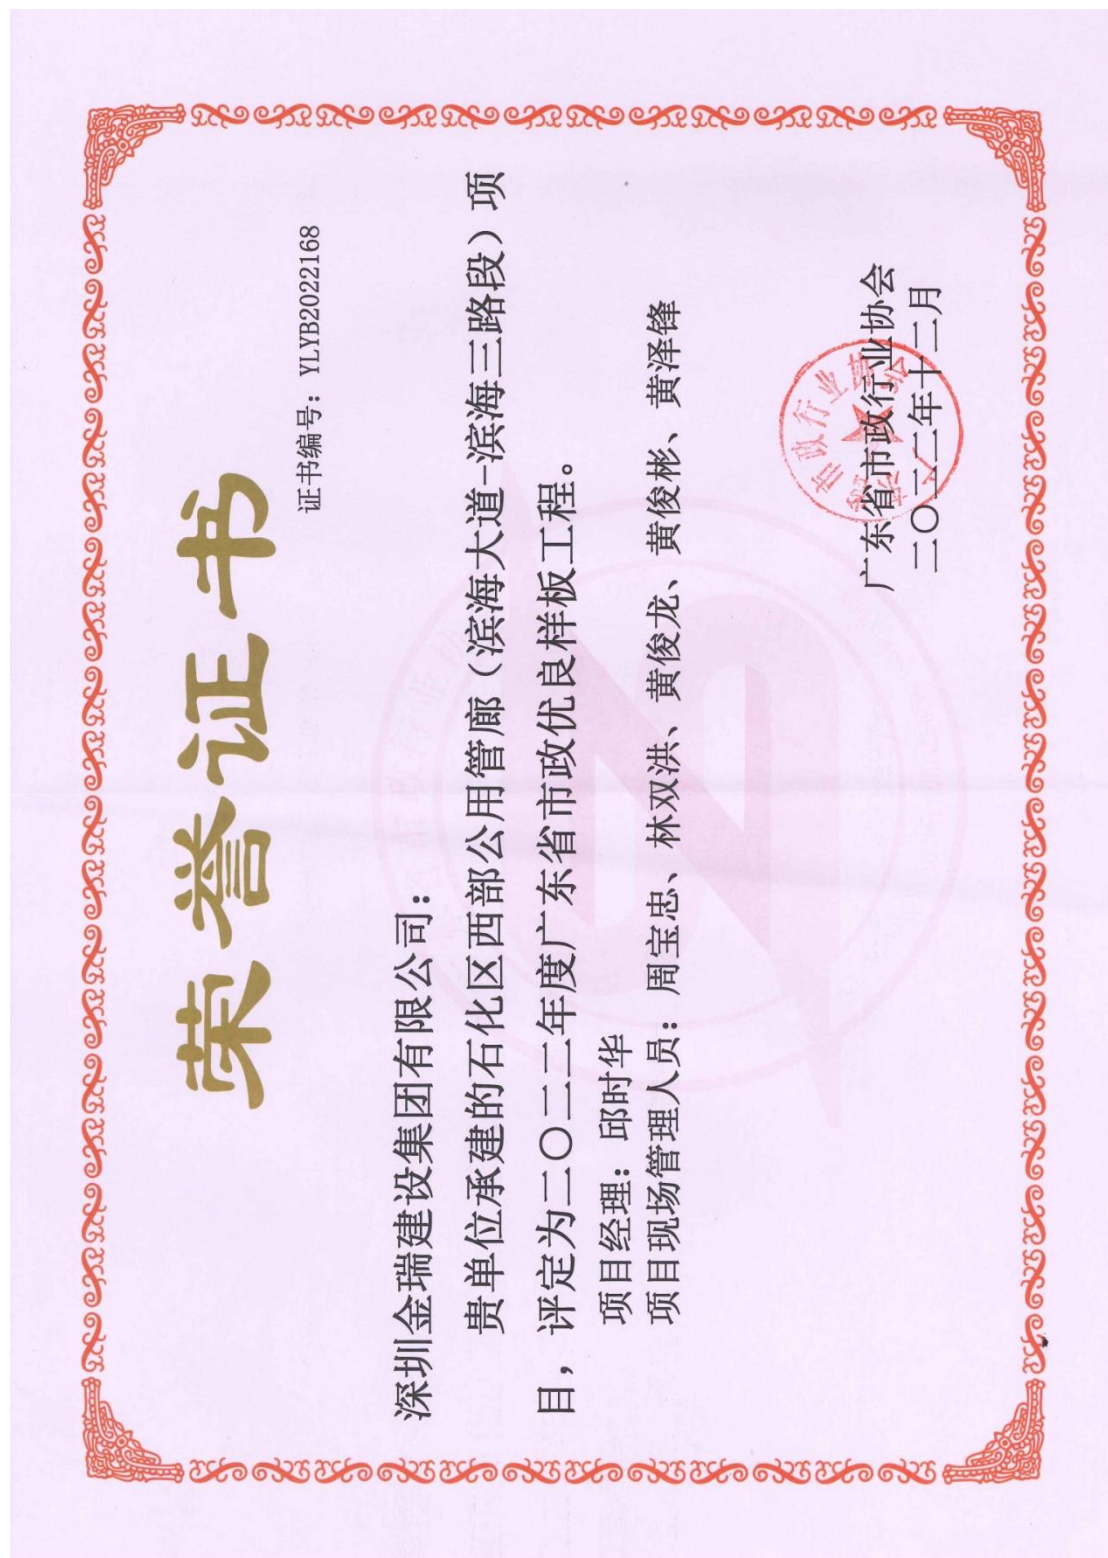 荣誉证书
证书编号：YLYB2022168
深圳金瑞建设集团有限公司：
贵单位承建的石化区西部公用管廊（滨海大道-滨海三路段）项
目，评定为二〇二二年度广东省市政优良样板工程。
项目经理：邱时华
项目现场管理人员：周宝忠、林双洪、黄俊龙、黄俊彬、黄泽锋
广东省市政行业协会
二〇二二年十二月